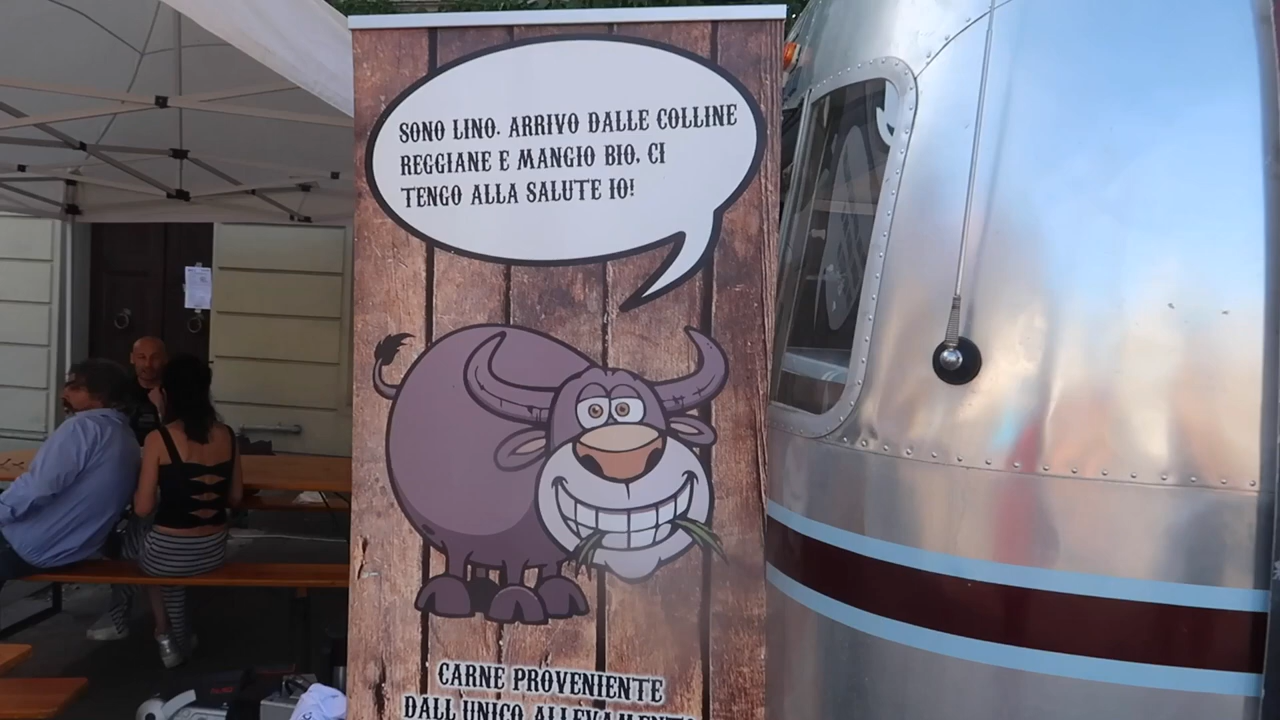 SONO LINO. ARRIVO DALLE COLLINE
REGGIANE E MANGIO BIO. CI
TENGO ALLA SALUTE IO!
CARNE PROVENIENTE
DALL'UNICO ALLEVAMENTO